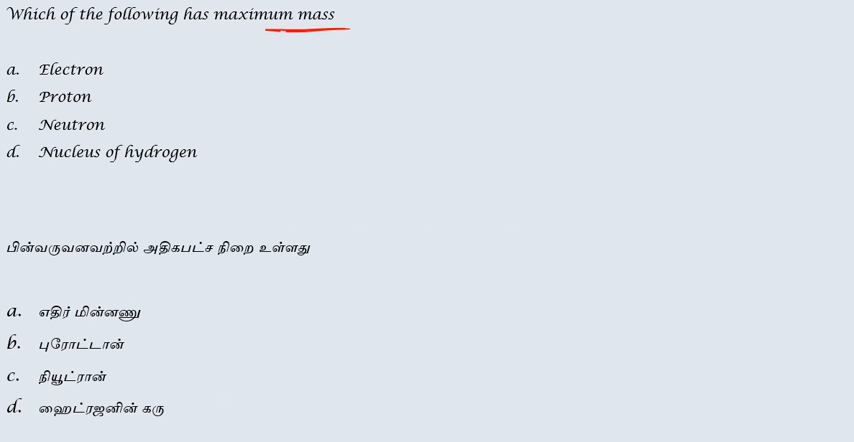 Which of the following has maximum mass
a. Electron
b. Proton
c. Neutron
d. Nucleus of hydrogen
பின்வருவனவற்றில் அதிகபட்ச நிறை உள்ளது
a. எதிர் மின்னணு
b. புரோட்டான்
c. நியூட்ரான்
d. ஹைட்ரஜனின் கரு